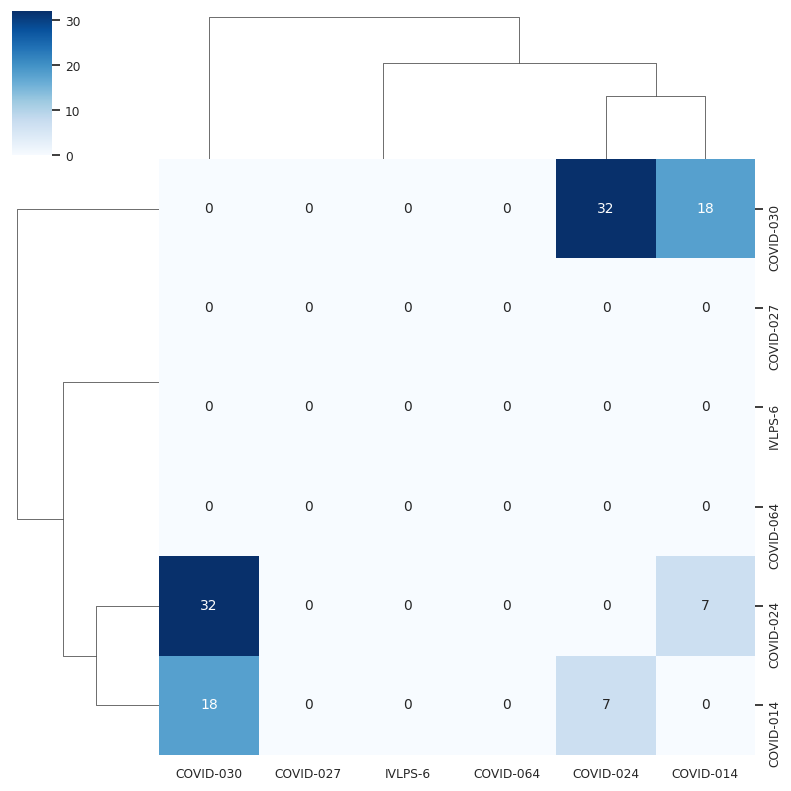 30
20
10
0
0 0 0 0 32 18 COVID-030
0 0 0 0 0 0 COVID-027
0 0 0 0 0 0 IVLPS-6
0 0 0 0 0 0 COVID-064
32 0 0 0 0 7 COVID-024
18 0 0 0 7 0 COVID-014
COVID-030 COVID-027 IVLPS-6 COVID-064 COVID-024 COVID-014